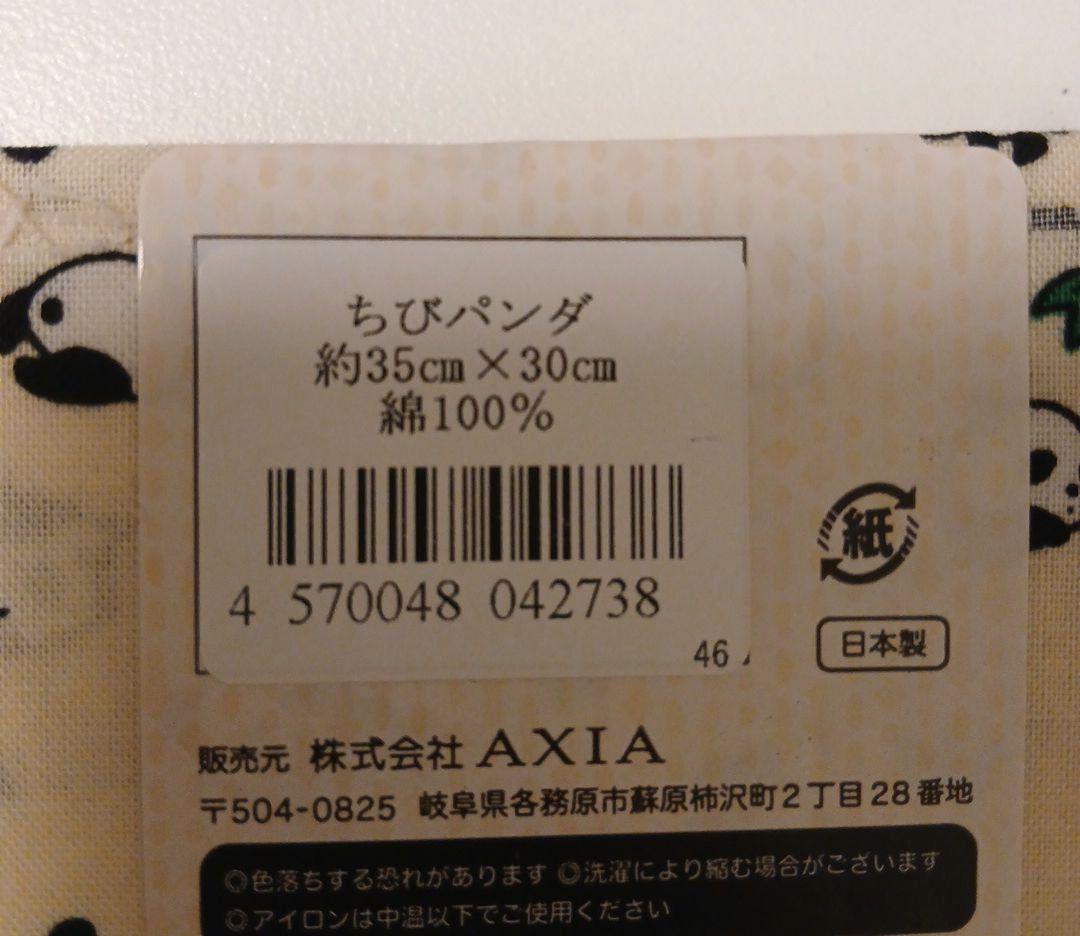 ちびパンダ
約35cm×30cm
綿100%
4 570048 042738
46
紙
日本製
販売元 株式会社 AXIA
〒504-0825 岐阜県各務原市蘇原柿沢町2丁目28番地
◎色落ちする恐れがあります ◎洗濯により縮む場合がございます
◎アイロンは中温以下でご使用ください